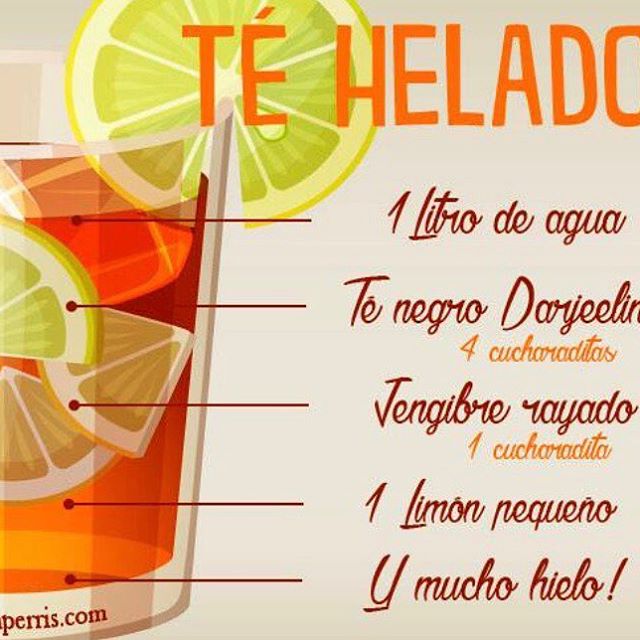 TÉ HELADO
1 Litro de agua
Té negro Darjeelin
4 cucharaditas
Jengibre rayado
1 cucharadita
1 Limón pequeño
Y mucho hielo!
perris.com